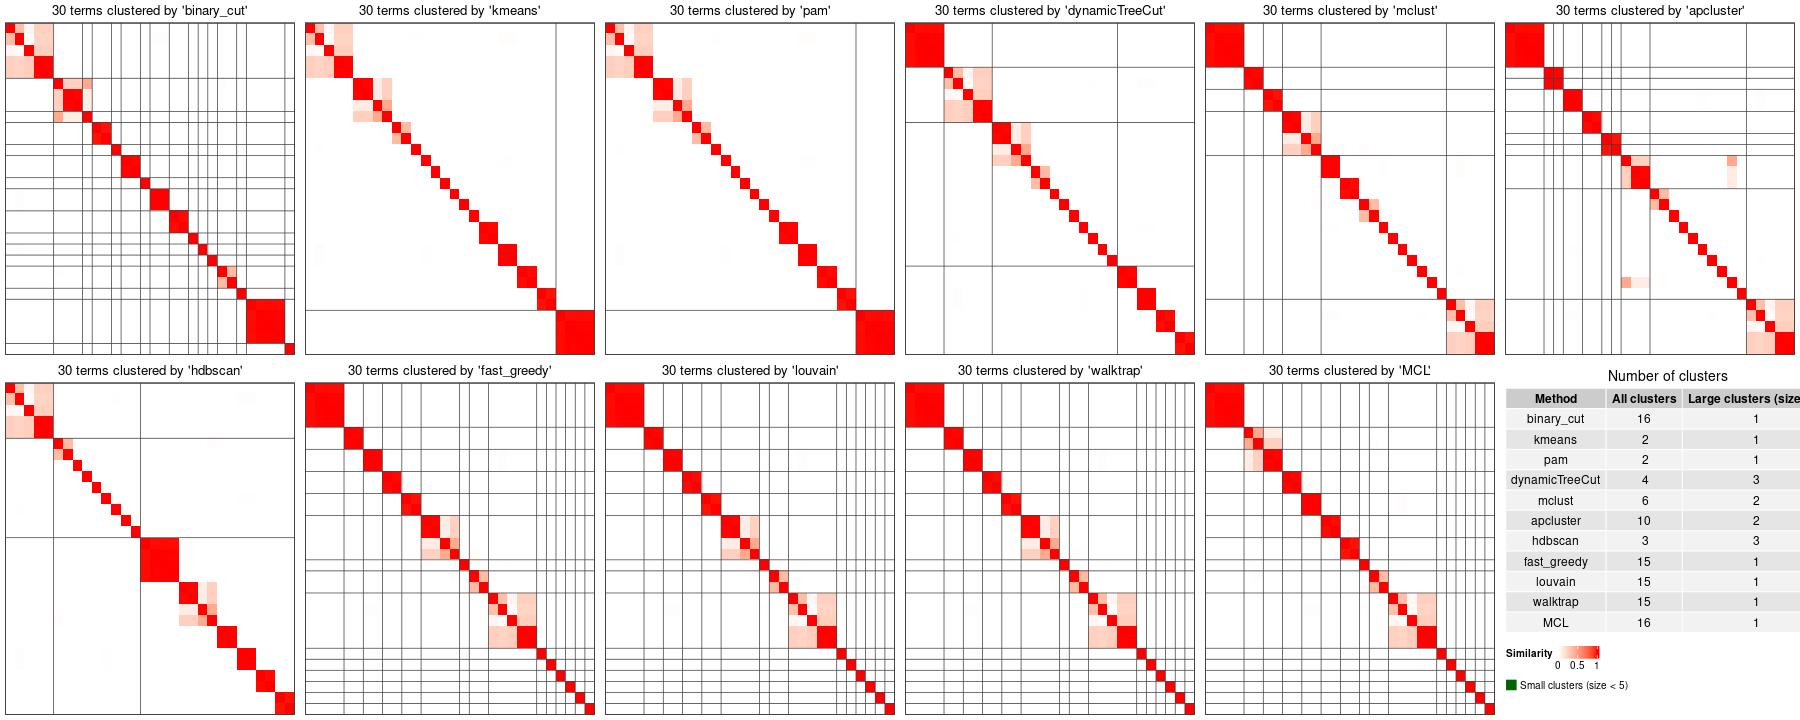 30 terms clustered by 'binary_cut'
30 terms clustered by 'kmeans'
30 terms clustered by 'pam'
30 terms clustered by 'dynamicTreeCut'
30 terms clustered by 'mclust'
30 terms clustered by 'apcluster'
30 terms clustered by 'hdbscan'
30 terms clustered by 'fast_greedy'
30 terms clustered by 'louvain'
30 terms clustered by 'walktrap'
30 terms clustered by 'MCL'
Number of clusters
Method All clusters Large clusters (size
binary_cut 16 1
kmeans 2 1
pam 2 1
dynamicTreeCut 4 3
mclust 6 2
apcluster 10 2
hdbscan 3 3
fast_greedy 15 1
louvain 15 1
walktrap 15 1
MCL 16 1
Similarity
0 0.5 1
Small clusters (size < 5)